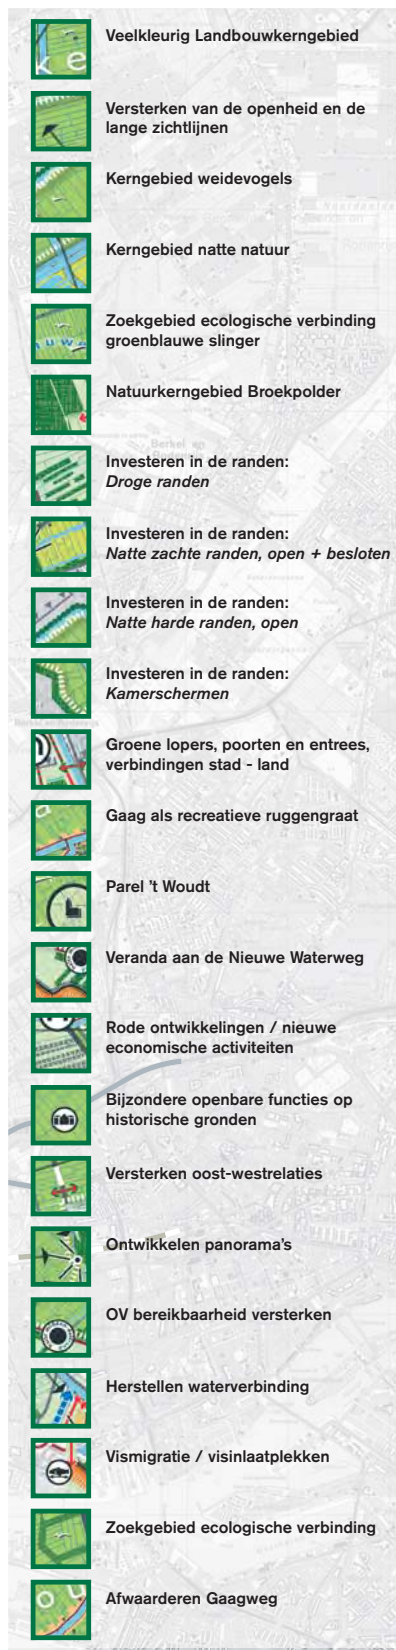 Veelkleurig Landbouwkerngebied
Versterken van de openheid en de
lange zichtlijnen
Kerngebied weidevogels
Kerngebied natte natuur
Zoekgebied ecologische verbinding
groenblauwe slinger
Natuurkerngebied Broekpolder
Investeren in de randen:
Droge randen
Investeren in de randen:
Natte zachte randen, open + besloten
Investeren in de randen:
Natte harde randen, open
Investeren in de randen:
Kamerschermen
Groene lopers, poorten en entrees,
verbindingen stad - land
Gaag als recreatieve ruggengraat
Parel 't Woudt
Veranda aan de Nieuwe Waterweg
Rode ontwikkelingen / nieuwe
economische activiteiten
Bijzondere openbare functies op
historische gronden
Versterken oost-westrelaties
Ontwikkelen panorama's
OV bereikbaarheid versterken
Herstellen waterverbinding
Vismigratie / visinlaatplekken
Zoekgebied ecologische verbinding
Afwaarderen Gaagweg